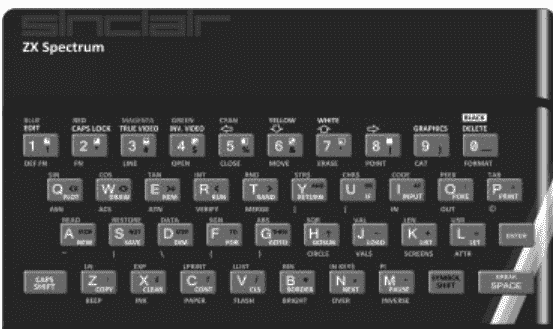 sinclair
ZX Spectrum
BLUE RED MAGENTA GREEN CYAN YELLOW WHITE BLACK
EDIT CAPS LOCK TRUE VIDEO INV. VIDEO GRAPHICS DELETE
1 2 3 4 5 6 7 8 9 0
DEF FN FN LINE OPEN CLOSE MOVE ERASE POINT CAT FORMAT
SIN COS TAN INT RND STR$ CHR$ CODE PEEK TAB
Q PLOT W DRAW E REM R RUN T RAND Y RETURN U IF I INPUT O POKE P PRINT
ASN ACS ATN VERIFY MERGE [ ] IN OUT ©
READ RESTORE DATA SGN ABS SQR VAL LEN USR
A NEW S SAVE D DIM F FOR G GOTO H GOSUB J LOAD K LIST L LET ENTER
~ | \ { } CIRCLE VAL$ SCREEN$ ATTR
LN EXP LPRINT LLIST BIN IN KEY$ PI
CAPS SHIFT Z COPY X CLEAR C CONT V CLS B BORDER N NEXT M PAUSE SYMBOL SHIFT BREAK SPACE
BEEP INK PAPER FLASH BRIGHT OVER INVERSE